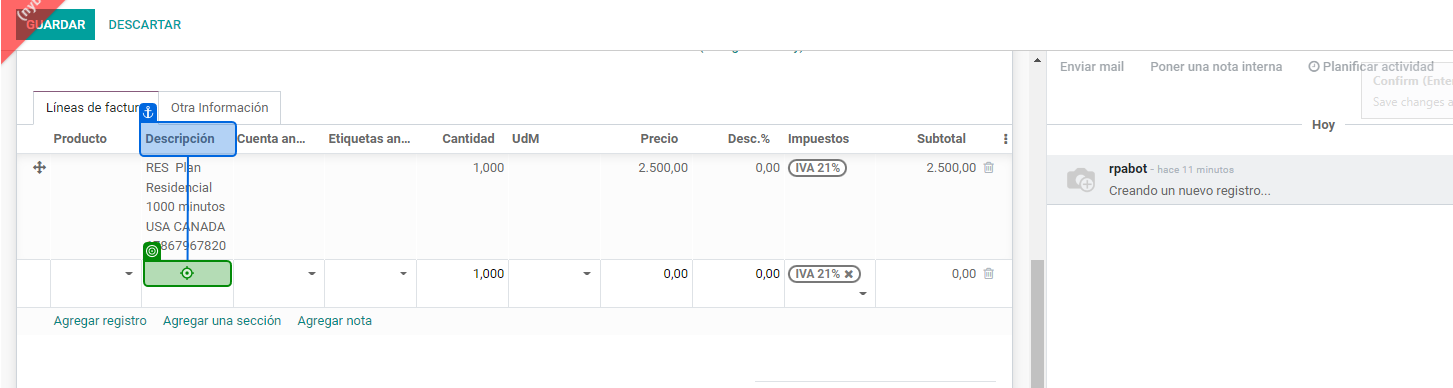 GUARDAR DESCARTAR
Enviar mail Poner una nota interna Planificar actividad
Confirm (Enter
Save changes a
Líneas de factur Otra Información
Hoy
Producto Descripción Cuenta an... Etiquetas an... Cantidad UdM Precio Desc.% Impuestos Subtotal
RES Plan 1,000 2.500,00 0,00 IVA 21% 2.500,00
Residencial
1000 minutos
USA CANADA
867967820
rpabot - hace 11 minutos
Creando un nuevo registro...
1,000 0,00 0,00 IVA 21% 0,00
Agregar registro Agregar una sección Agregar nota